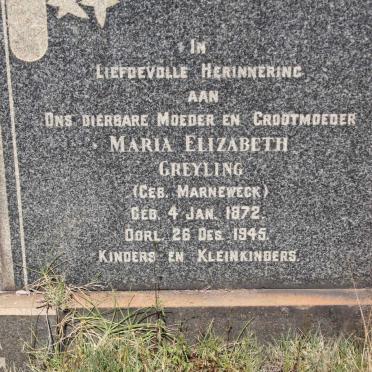 In
Liefdevolle Herinnering
aan
Ons dierbare Moeder en Grootmoeder
Maria Elizabeth
Greyling
(Geb. Marneweck)
Geb. 4 Jan. 1872.
Oorl. 26 Des. 1945.
Kinders en Kleinkinders.